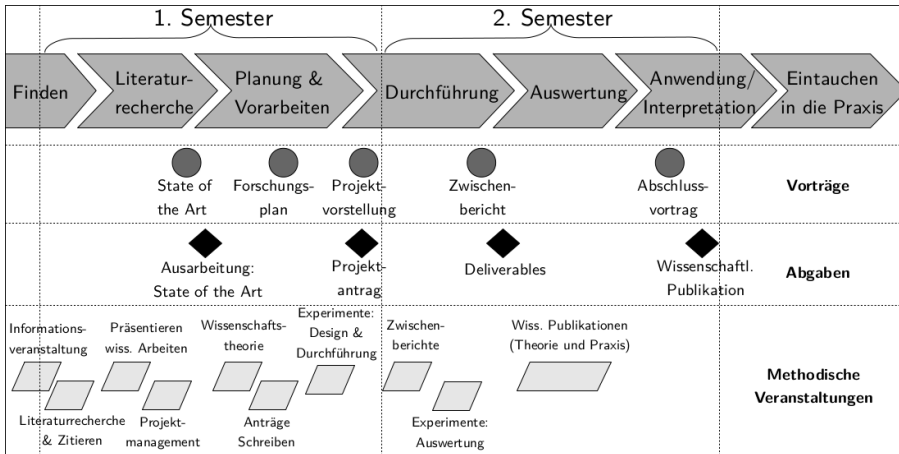 1. Semester
2. Semester
Finden
Literatur-
recherche
Planung &
Vorarbeiten
Durchführung
Auswertung
Anwendung/
Interpretation
Eintauchen
in die Praxis
State of
the Art
Forschungs-
plan
Projekt-
vorstellung
Zwischen-
bericht
Abschluss-
vortrag
Vorträge
Ausarbeitung:
State of the Art
Projekt-
antrag
Deliverables
Wissenschaftl.
Publikation
Abgaben
Informations-
veranstaltung
Präsentieren
wiss. Arbeiten
Wissenschafts-
theorie
Experimente:
Design &
Durchführung
Zwischen-
berichte
Wiss. Publikationen
(Theorie und Praxis)
Literaturrecherche
& Zitieren
Projekt-
management
Anträge
Schreiben
Experimente:
Auswertung
Methodische
Veranstaltungen